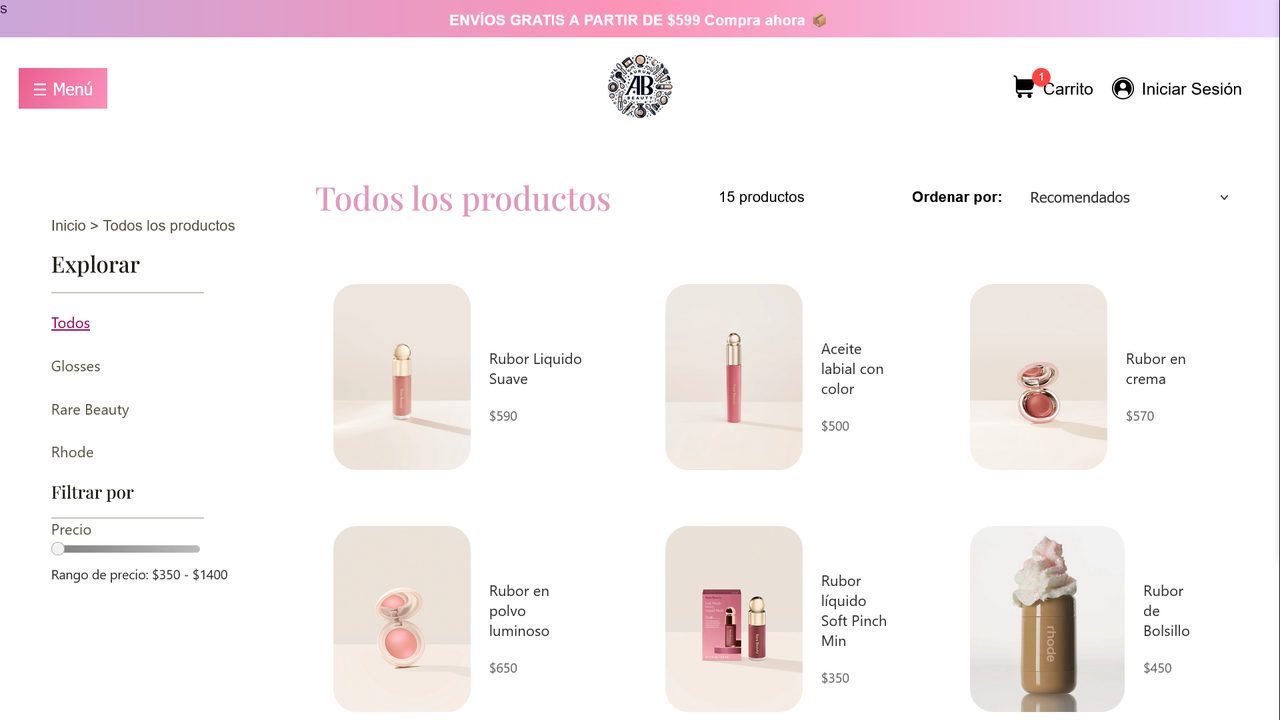 s
ENVÍOS GRATIS A PARTIR DE $599 Compra ahora 📦
☰ Menú
AURUM
AB
BEAUTY
1
Carrito
Iniciar Sesión
Todos los productos
15 productos
Ordenar por:
Recomendados
Inicio > Todos los productos
Explorar
Todos
Glosses
Rare Beauty
Rhode
Filtrar por
Precio
Rango de precio: $350 - $1400
Rubor Liquido
Suave
$590
Aceite
labial con
color
$500
Rubor en
crema
$570
Rubor en
polvo
luminoso
$650
Rubor
líquido
Soft Pinch
Min
$350
rhode
Rubor
de
Bolsillo
$450